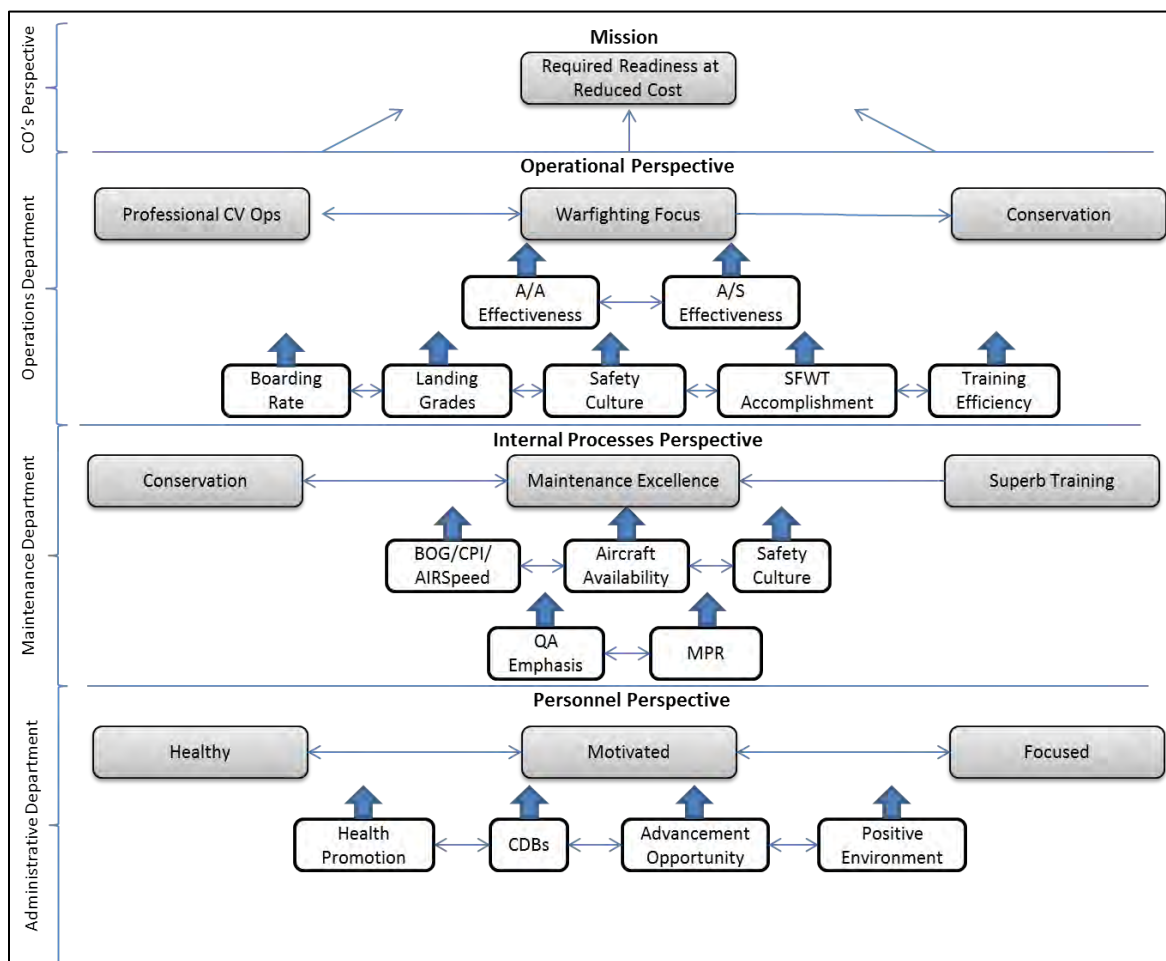 Mission
Required Readiness at
Reduced Cost
CO's Perspective
Operational Perspective
Professional CV Ops
Warfighting Focus
Conservation
A/A
Effectiveness
A/S
Effectiveness
Boarding
Rate
Landing
Grades
Safety
Culture
SFWT
Accomplishment
Training
Efficiency
Operations Department
Internal Processes Perspective
Conservation
Maintenance Excellence
Superb Training
BOG/CPI/
AIRSpeed
Aircraft
Availability
Safety
Culture
QA
Emphasis
MPR
Maintenance Department
Personnel Perspective
Healthy
Motivated
Focused
Health
Promotion
CDBs
Advancement
Opportunity
Positive
Environment
Administrative Department